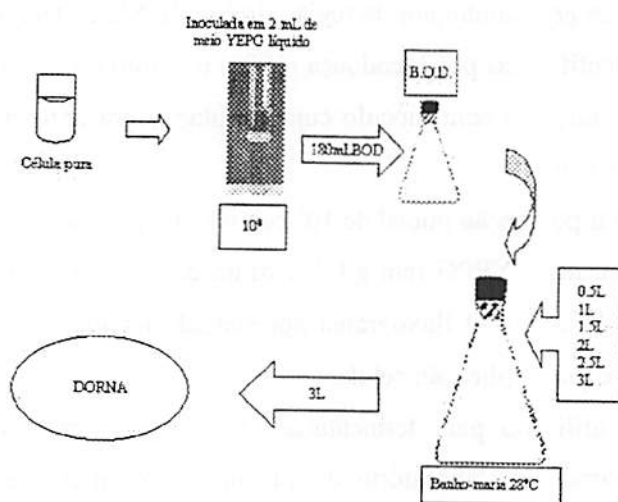 Inoculada em 2 mL de
meio YEPG líquido
B.O.D.
Célula pura
180mLBOD
0.5L
1L
1.5L
2L
2.5L
3L
DORNA
3L
Banho-maria 28°C